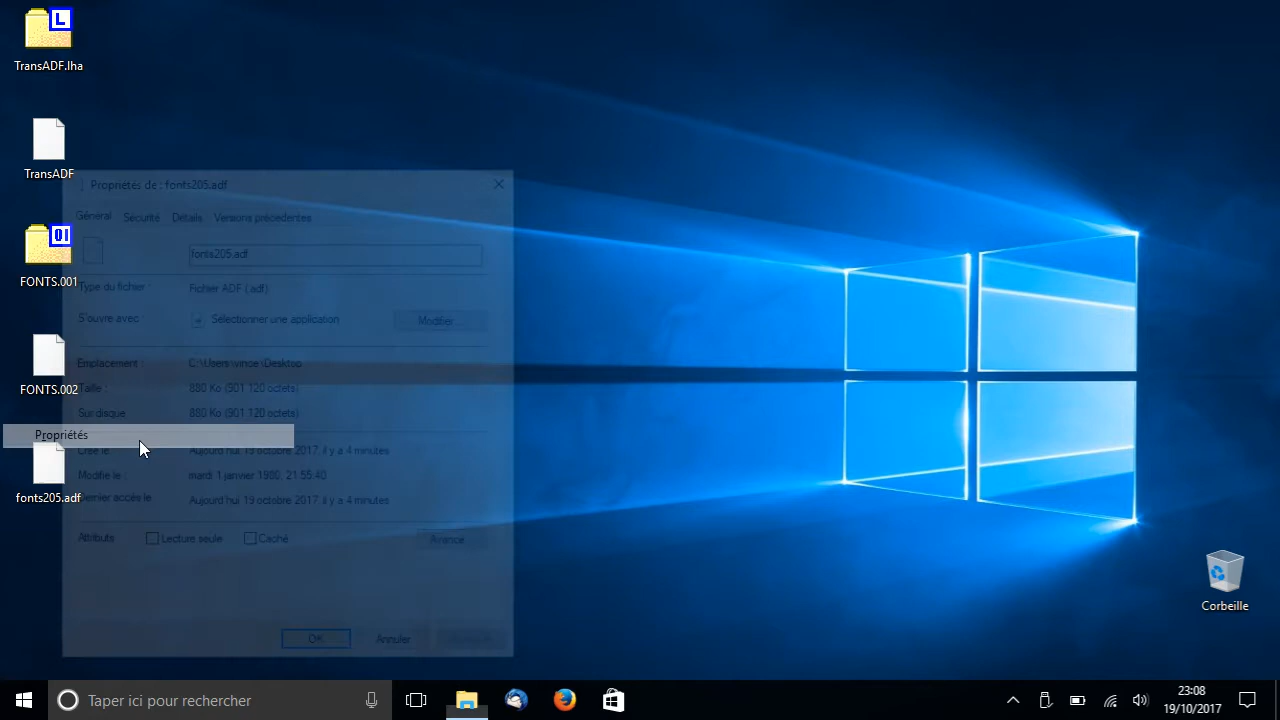 L
TransADF.lha
TransADF
01
FONTS.001
FONTS.002
Propriétés
fonts205.adf
Propriétés de : fonts205.adf
Général Sécurité Détails Versions précédentes
fonts205.adf
Type du fichier : Fichier ADF (.adf)
S'ouvre avec : Sélectionner une application Modifier...
Emplacement : C:\Users\vince\Desktop
Taille : 880 Ko (901 120 octets)
Sur disque 880 Ko (901 120 octets)
Créé le: Aujourd'hui 19 octobre 2017, il y a 4 minutes
Modifié le : mardi 1 janvier 1980, 21:55:40
Dernier accès le Aujourd'hui 19 octobre 2017, il y a 4 minutes
Attributs Lecture seule Caché Avancé
OK Annuler
Corbeille
Taper ici pour rechercher
23:08
19/10/2017